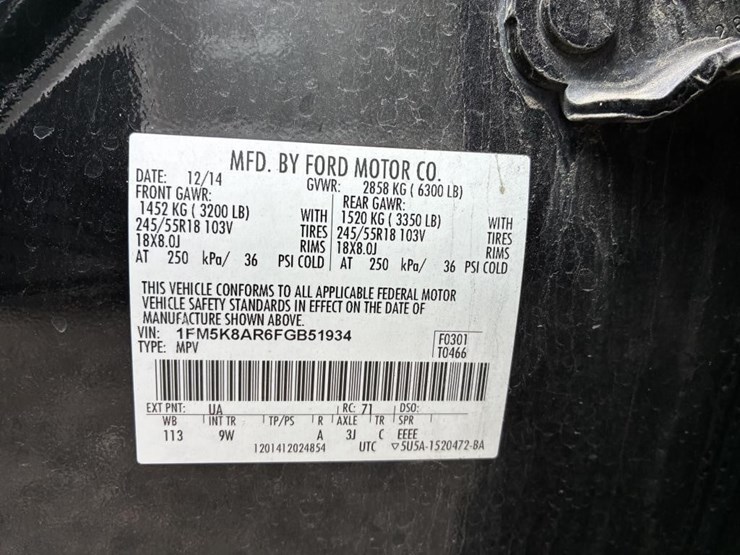 MFD. BY FORD MOTOR CO.
DATE: 12/14 GVWR: 2858 KG ( 6300 LB)
FRONT GAWR: REAR GAWR:
1452 KG ( 3200 LB) WITH 1520 KG ( 3350 LB) WITH
245/55R18 103V TIRES 245/55R18 103V TIRES
18X8.0J RIMS 18X8.0J RIMS
AT 250 kPa/ 36 PSI COLD AT 250 kPa/ 36 PSI COLD
THIS VEHICLE CONFORMS TO ALL APPLICABLE FEDERAL MOTOR
VEHICLE SAFETY STANDARDS IN EFFECT ON THE DATE OF
MANUFACTURE SHOWN ABOVE.
VIN: 1FM5K8AR6FGB51934 F0301
TYPE: MPV T0466
EXT PNT: UA RC: 71 DSO:
WB INT TR TP/PS R AXLE TR SPR
113 9W A 3J C EEEE
1201412024854 UTC ▽5U5A-1520472-BA